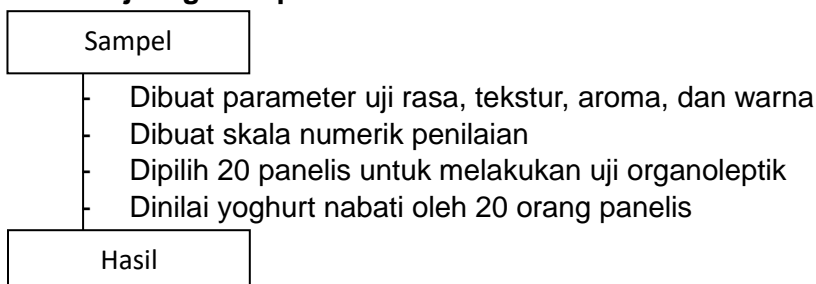 Sampel
- Dibuat parameter uji rasa, tekstur, aroma, dan warna
- Dibuat skala numerik penilaian
- Dipilih 20 panelis untuk melakukan uji organoleptik
- Dinilai yoghurt nabati oleh 20 orang panelis
Hasil